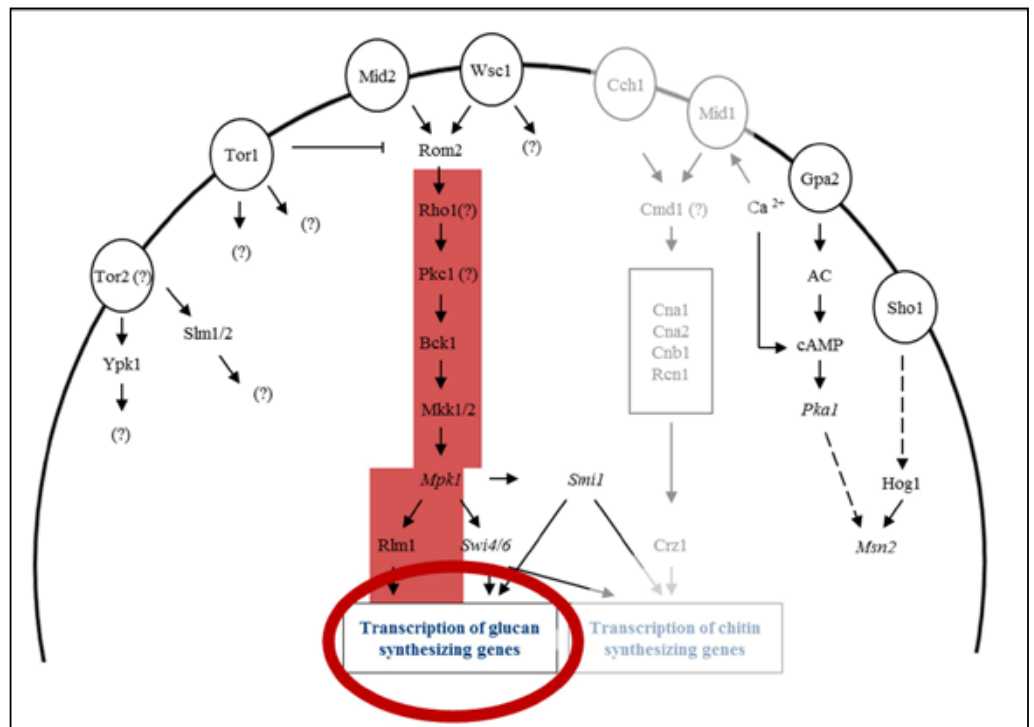 Wsc1
Mid2
Cch1
Mid1
Tor1
Rom2
(?)
Gpa2
Rho1(?)
Cmd1 (?)
Ca 2+
(?)
(?)
Tor2 (?)
Pkc1 (?)
AC
Sho1
Slm1/2
Cna1
Cna2
Cnb1
Rcn1
Ypk1
Bck1
cAMP
(?)
Mkk1/2
Pka1
(?)
Mpk1
Smi1
Hog1
Rlm1
Swi4/6
Crz1
Msn2
Transcription of glucan
synthesizing genes
Transcription of chitin
synthesizing genes